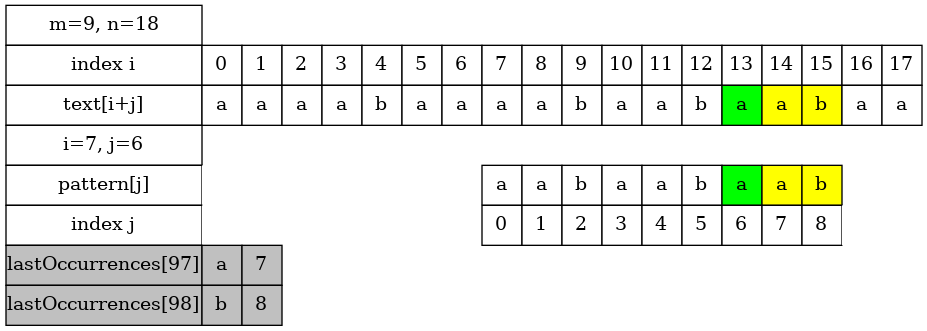 m=9, n=18
index i 0 1 2 3 4 5 6 7 8 9 10 11 12 13 14 15 16 17
text[i+j] a a a a b a a a a b a a b a a b a a
i=7, j=6
pattern[j] a a b a a b a a b
index j 0 1 2 3 4 5 6 7 8
lastOccurrences[97] a 7
lastOccurrences[98] b 8